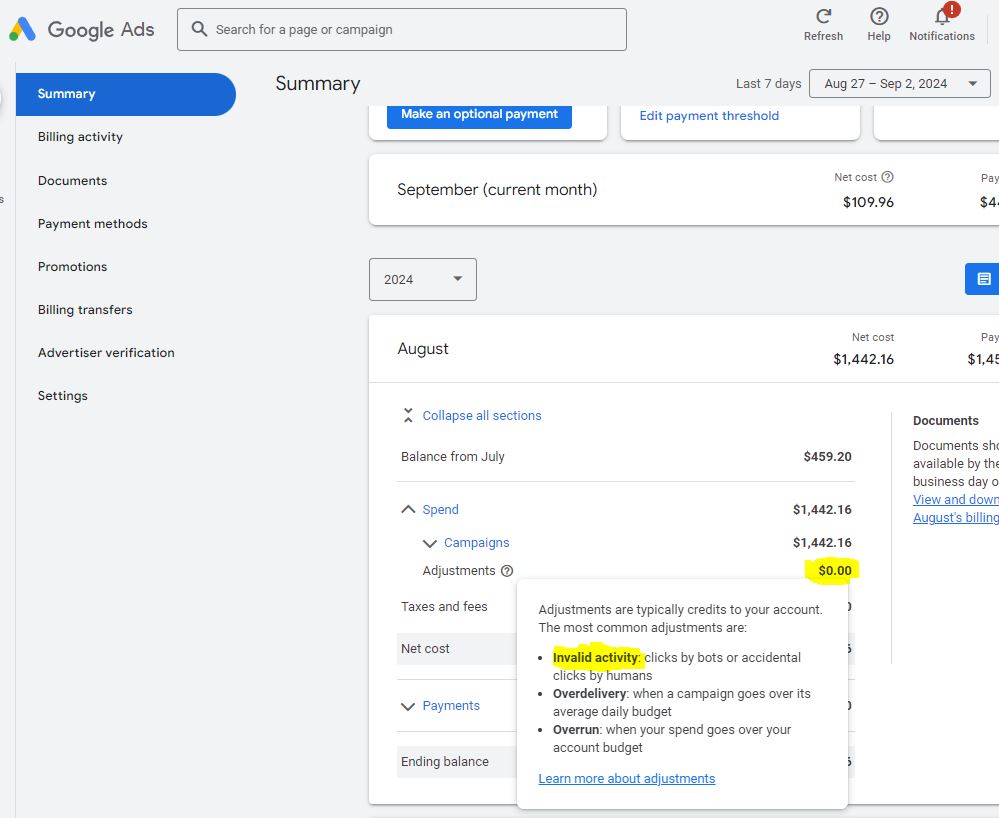 Google Ads
Search for a page or campaign
Refresh
Help
!
Notifications
Summary
Billing activity
Documents
Payment methods
Promotions
Billing transfers
Advertiser verification
Settings
Summary
Last 7 days Aug 27 – Sep 2, 2024
Make an optional payment
Edit payment threshold
September (current month)
Net cost
$109.96
Pay
$44
2024
August
Net cost
$1,442.16
Pay
$1,45
Collapse all sections
Balance from July $459.20
Spend $1,442.16
Campaigns $1,442.16
Adjustments $0.00
Taxes and fees 0
Net cost 6
Payments 0
Ending balance 6
Adjustments are typically credits to your account.
The most common adjustments are:
• Invalid activity: clicks by bots or accidental
clicks by humans
• Overdelivery: when a campaign goes over its
average daily budget
• Overrun: when your spend goes over your
account budget
Learn more about adjustments
Documents
Documents sho
available by the
business day o
View and down
August's billing